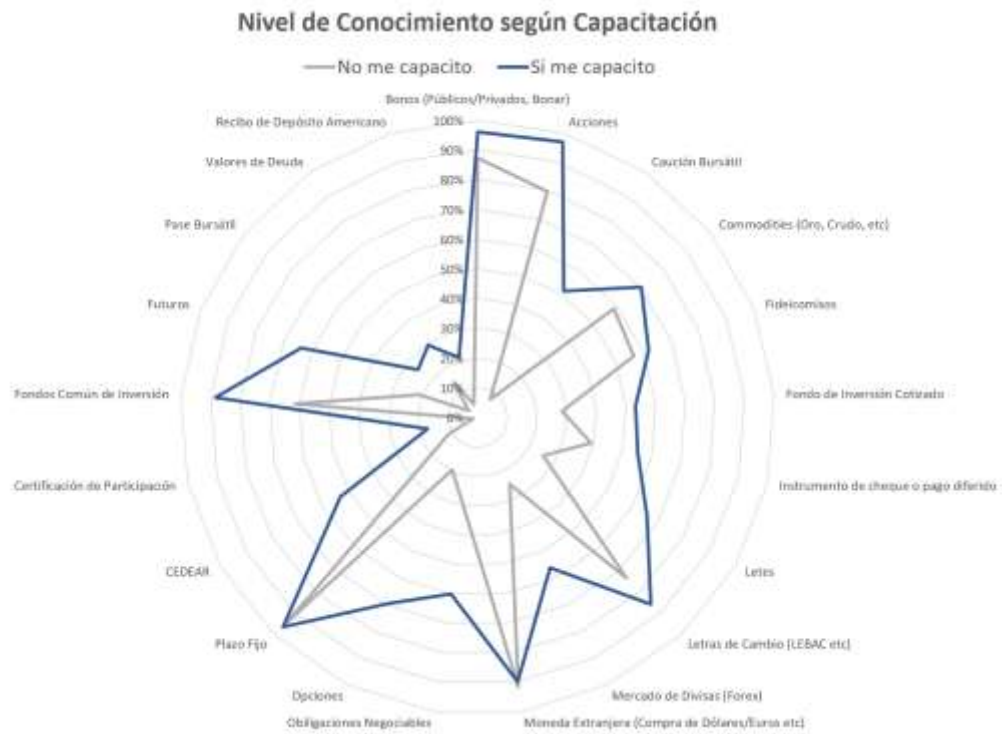 Nivel de Conocimiento según Capacitación
No me capacito Si me capacito
Bonos (Públicos/Privados, Bonar)
Recibo de Depósito Americano
Acciones
Valores de Deuda
Caución Bursátil
Pase Bursátil
Commodities (Oro, Crudo, etc)
Futuros
Fideicomisos
Fondos Común de Inversión
Fondo de Inversión Cotizado
Certificación de Participación
Instrumento de cheque o pago diferido
CEDEAR
Letes
Plazo Fijo
Letras de Cambio (LEBAC etc)
Opciones
Mercado de Divisas (Forex)
Obligaciones Negociables
Moneda Extranjera (Compra de Dólares/Euros etc)
100%
90%
80%
70%
60%
50%
40%
30%
20%
10%
0%